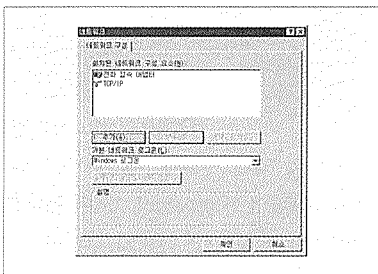 네트워크
네트워크 구성
설치된 네트워크 구성 요소(N):
전화 접속 어댑터
TCP/IP
추가(A)...
기본 네트워크 로그온(L):
Windows 로그온
설명
확인
취소